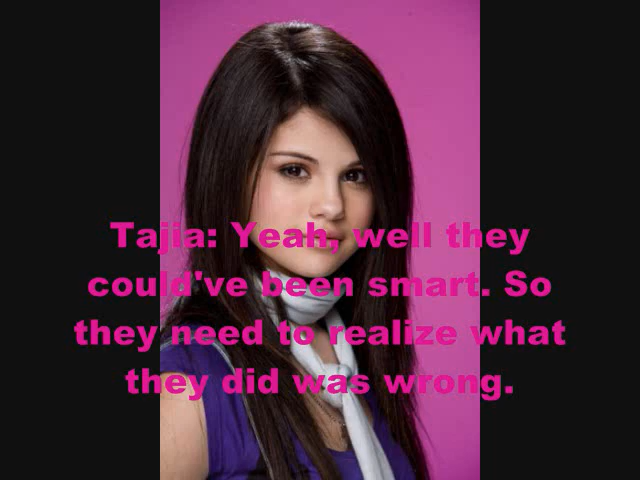 Tajia: Yeah, well they
could've been smart. So
they need to realize what
they did was wrong.